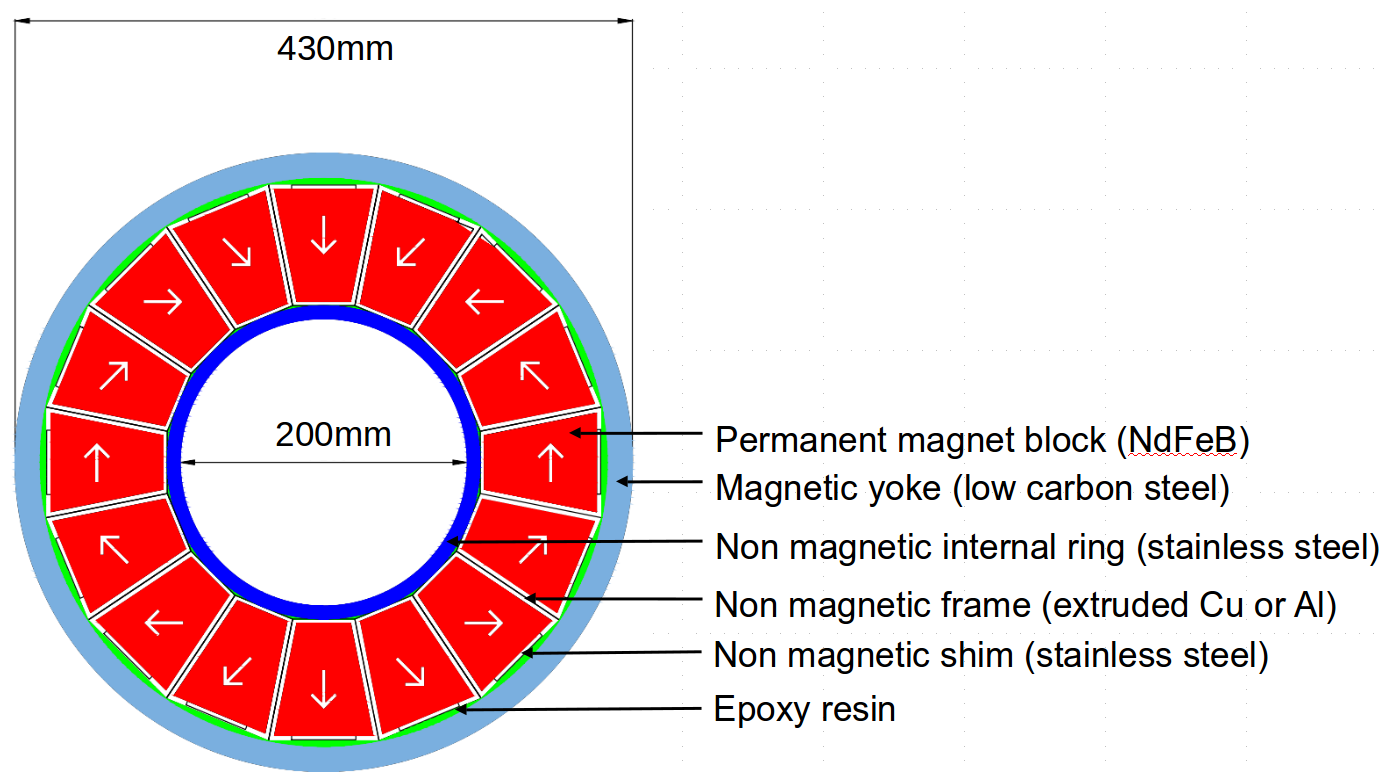 430mm
200mm
Permanent magnet block (NdFeB)
Magnetic yoke (low carbon steel)
Non magnetic internal ring (stainless steel)
Non magnetic frame (extruded Cu or Al)
Non magnetic shim (stainless steel)
Epoxy resin